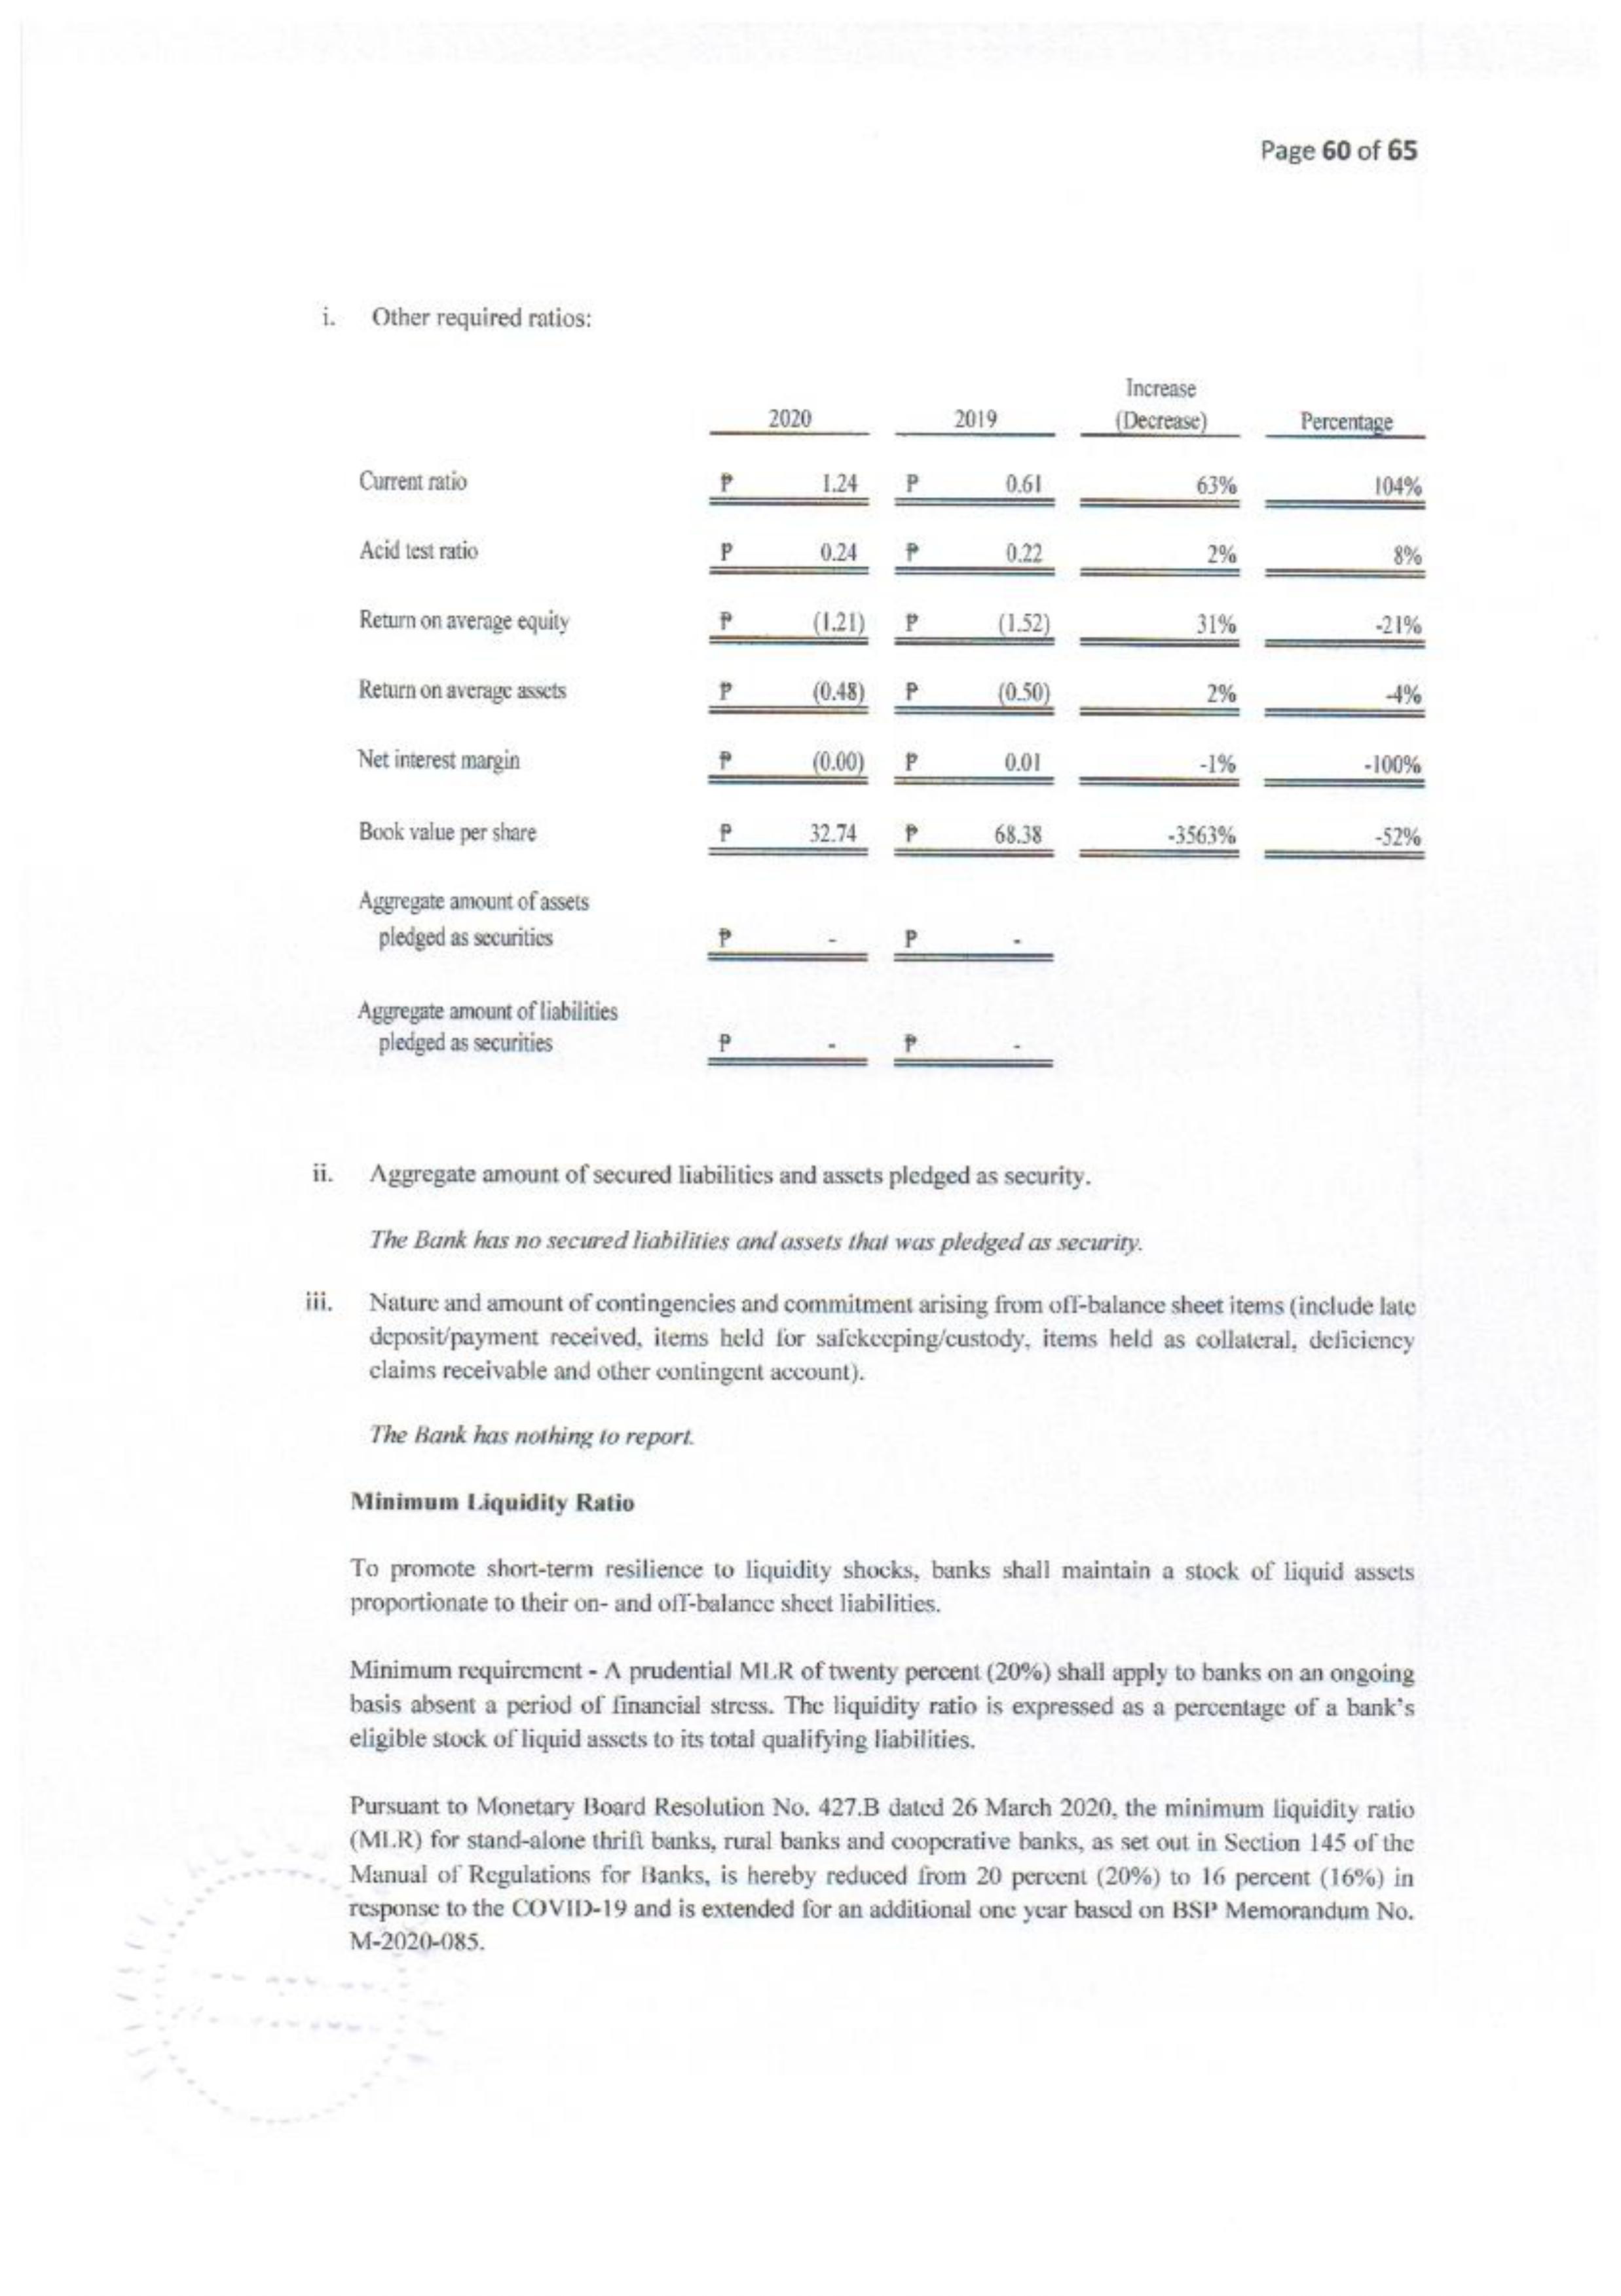 Page 60 of 65
i. Other required ratios:
Increase
2020 2019 (Decrease) Percentage
Current ratio ₱ 1.24 ₱ 0.61 63% 104%
Acid test ratio ₱ 0.24 ₱ 0.22 2% 8%
Return on average equity ₱ (1.21) ₱ (1.52) 31% -21%
Return on average assets ₱ (0.48) ₱ (0.50) 2% -4%
Net interest margin ₱ (0.00) ₱ 0.01 -1% -100%
Book value per share ₱ 32.74 ₱ 68.38 -3563% -52%
Aggregate amount of assets
pledged as securities ₱ - ₱ -
Aggregate amount of liabilities
pledged as securities ₱ - ₱ -
ii. Aggregate amount of secured liabilities and assets pledged as security.
The Bank has no secured liabilities and assets that was pledged as security.
iii. Nature and amount of contingencies and commitment arising from off-balance sheet items (include late
deposit/payment received, items held for safekeeping/custody, items held as collateral, deficiency
claims receivable and other contingent account).
The Bank has nothing to report.
Minimum Liquidity Ratio
To promote short-term resilience to liquidity shocks, banks shall maintain a stock of liquid assets
proportionate to their on- and off-balance sheet liabilities.
Minimum requirement - A prudential MLR of twenty percent (20%) shall apply to banks on an ongoing
basis absent a period of financial stress. The liquidity ratio is expressed as a percentage of a bank's
eligible stock of liquid assets to its total qualifying liabilities.
Pursuant to Monetary Board Resolution No. 427.B dated 26 March 2020, the minimum liquidity ratio
(MLR) for stand-alone thrift banks, rural banks and cooperative banks, as set out in Section 145 of the
Manual of Regulations for Banks, is hereby reduced from 20 percent (20%) to 16 percent (16%) in
response to the COVID-19 and is extended for an additional one year based on BSP Memorandum No.
M-2020-085.